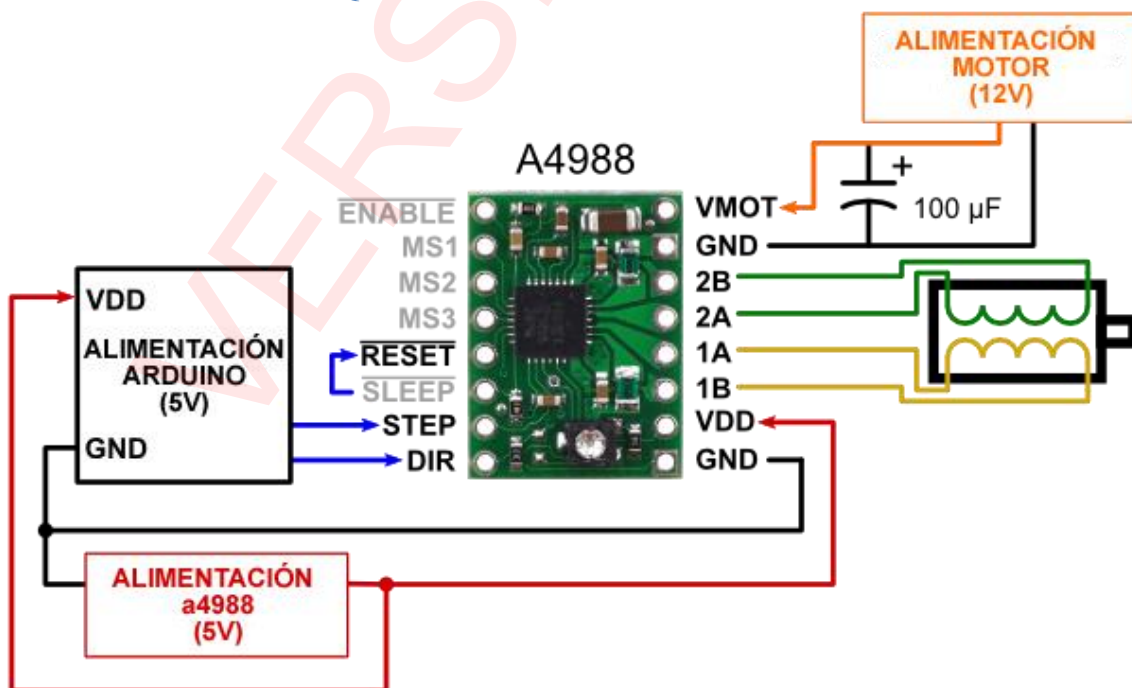 ALIMENTACIÓN
MOTOR
(12V)
A4988
ENABLE
MS1
MS2
MS3
RESET
SLEEP
STEP
DIR
VMOT
GND
2B
2A
1A
1B
VDD
GND
+
100 µF
VDD
ALIMENTACIÓN
ARDUINO
(5V)
GND
ALIMENTACIÓN
a4988
(5V)
VERS